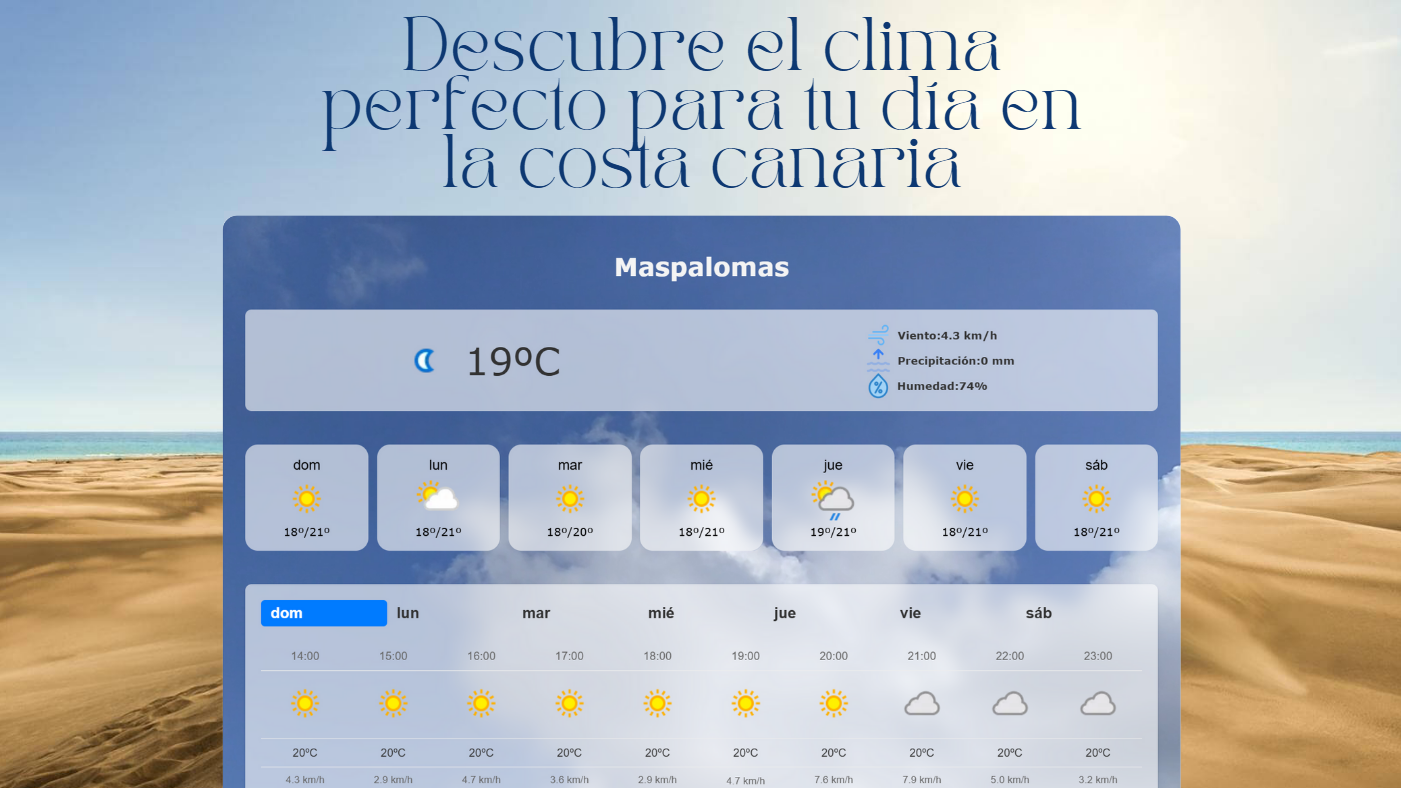 Descubre el clima
perfecto para tu día en
la costa canaria
Maspalomas
19ºC
Viento:4.3 km/h
Precipitación:0 mm
Humedad:74%
dom lun mar mié jue vie sáb
18º/21º 18º/21º 18º/20º 18º/21º 19º/21º 18º/21º 18º/21º
dom lun mar mié jue vie sáb
14:00 15:00 16:00 17:00 18:00 19:00 20:00 21:00 22:00 23:00
20ºC 20ºC 20ºC 20ºC 20ºC 20ºC 20ºC 20ºC 20ºC 20ºC
4.3 km/h 2.9 km/h 4.7 km/h 3.6 km/h 2.9 km/h 4.7 km/h 7.6 km/h 7.9 km/h 5.0 km/h 3.2 km/h